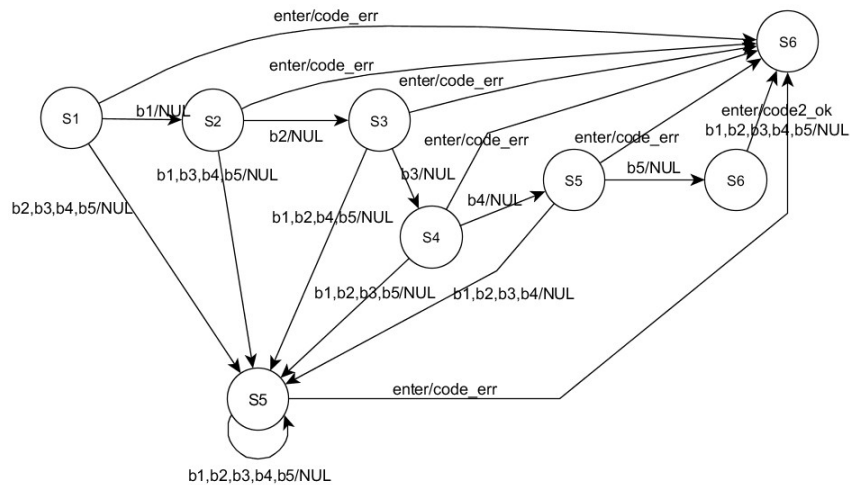 enter/code_err
S6
enter/code_err
enter/code_err
S1
b1/NUL
S2
b2/NUL
S3
enter/code_err
enter/code_err
enter/code2_ok
b1,b2,b3,b4,b5/NUL
b1,b3,b4,b5/NUL
b3/NUL
b5/NUL
S5
S6
b4/NUL
b2,b3,b4,b5/NUL
b1,b2,b4,b5/NUL
S4
b1,b2,b3,b5/NUL
b1,b2,b3,b4/NUL
enter/code_err
S5
b1,b2,b3,b4,b5/NUL